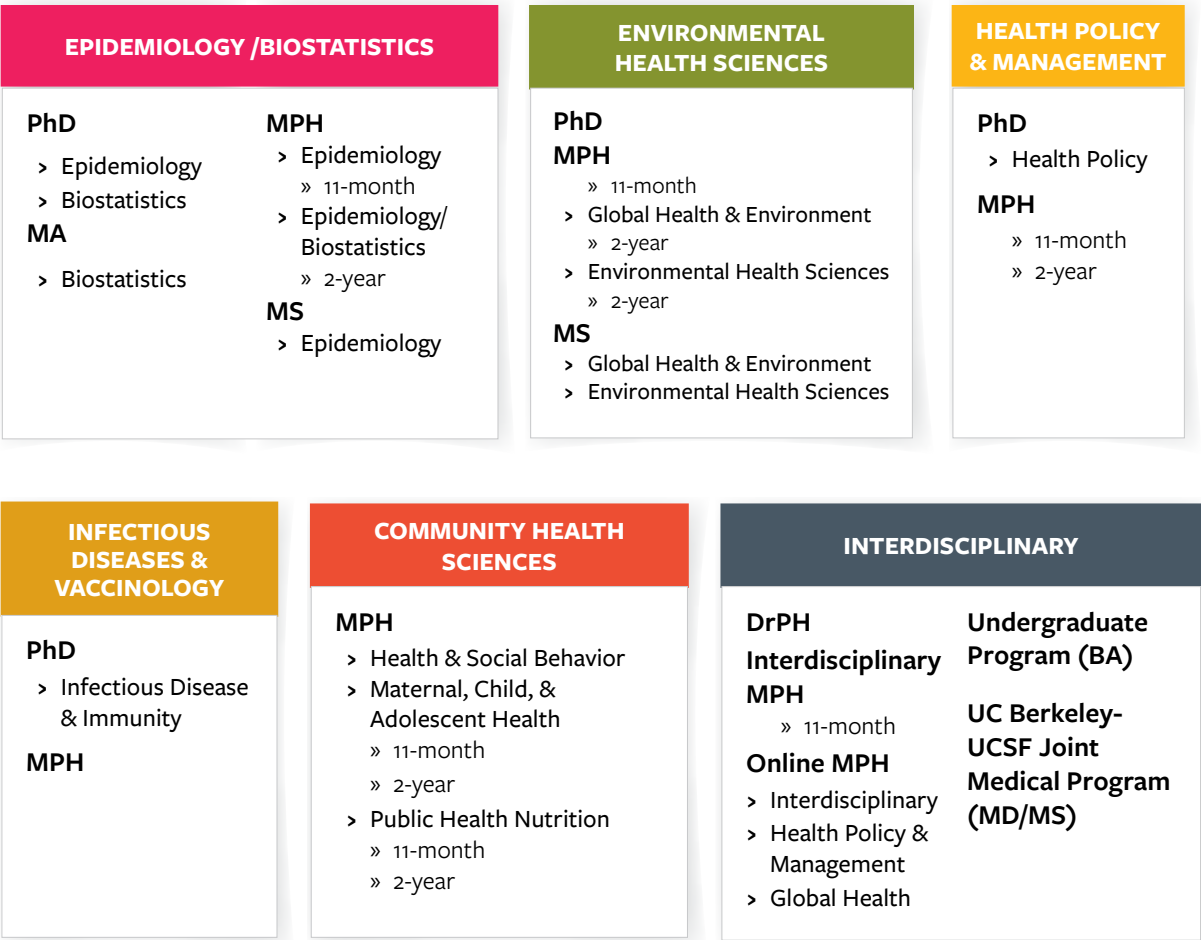 EPIDEMIOLOGY /BIOSTATISTICS
PhD
› Epidemiology
› Biostatistics
MA
› Biostatistics
MPH
› Epidemiology
» 11-month
› Epidemiology/
Biostatistics
» 2-year
MS
› Epidemiology
ENVIRONMENTAL
HEALTH SCIENCES
PhD
MPH
» 11-month
› Global Health & Environment
» 2-year
› Environmental Health Sciences
» 2-year
MS
› Global Health & Environment
› Environmental Health Sciences
HEALTH POLICY
& MANAGEMENT
PhD
› Health Policy
MPH
» 11-month
» 2-year
INFECTIOUS
DISEASES &
VACCINOLOGY
PhD
› Infectious Disease
& Immunity
MPH
COMMUNITY HEALTH
SCIENCES
MPH
› Health & Social Behavior
› Maternal, Child, &
Adolescent Health
» 11-month
» 2-year
› Public Health Nutrition
» 11-month
» 2-year
INTERDISCIPLINARY
DrPH
Interdisciplinary
MPH
» 11-month
Online MPH
› Interdisciplinary
› Health Policy &
Management
› Global Health
Undergraduate
Program (BA)
UC Berkeley-
UCSF Joint
Medical Program
(MD/MS)